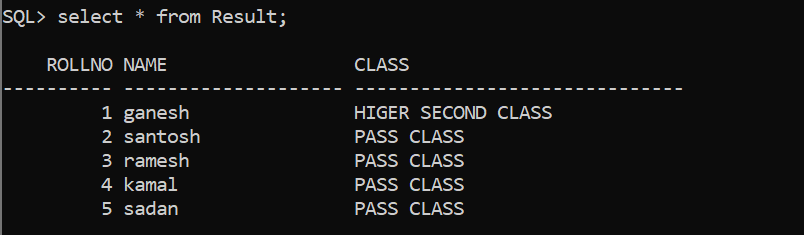 SQL> select * from Result;
    ROLLNO NAME                 CLASS
---------- -------------------- ------------------------------
         1 ganesh               HIGER SECOND CLASS
         2 santosh              PASS CLASS
         3 ramesh               PASS CLASS
         4 kamal                PASS CLASS
         5 sadan                PASS CLASS